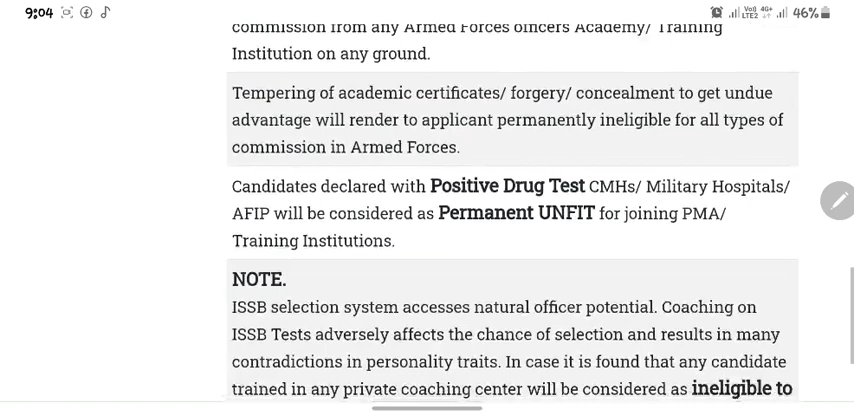 9:04
Vo))
LTE2
4G+
46%
commission from any Armed Forces officers Academy/ Training
Institution on any ground.
Tempering of academic certificates/ forgery/ concealment to get undue
advantage will render to applicant permanently ineligible for all types of
commission in Armed Forces.
Candidates declared with Positive Drug Test CMHs/ Military Hospitals/
AFIP will be considered as Permanent UNFIT for joining PMA/
Training Institutions.
NOTE.
ISSB selection system accesses natural officer potential. Coaching on
ISSB Tests adversely affects the chance of selection and results in many
contradictions in personality traits. In case it is found that any candidate
trained in any private coaching center will be considered as ineligible to